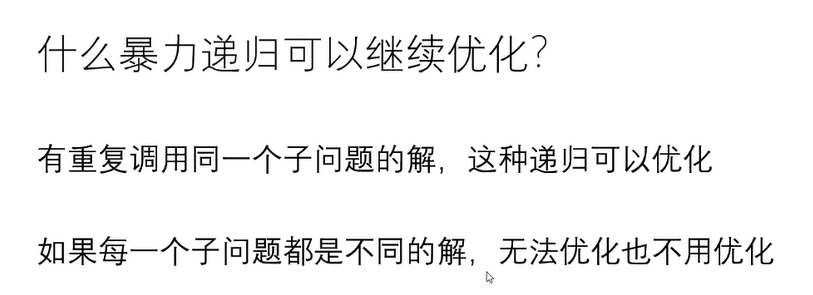 什么暴力递归可以继续优化？
有重复调用同一个子问题的解，这种递归可以优化
如果每一个子问题都是不同的解，无法优化也不用优化